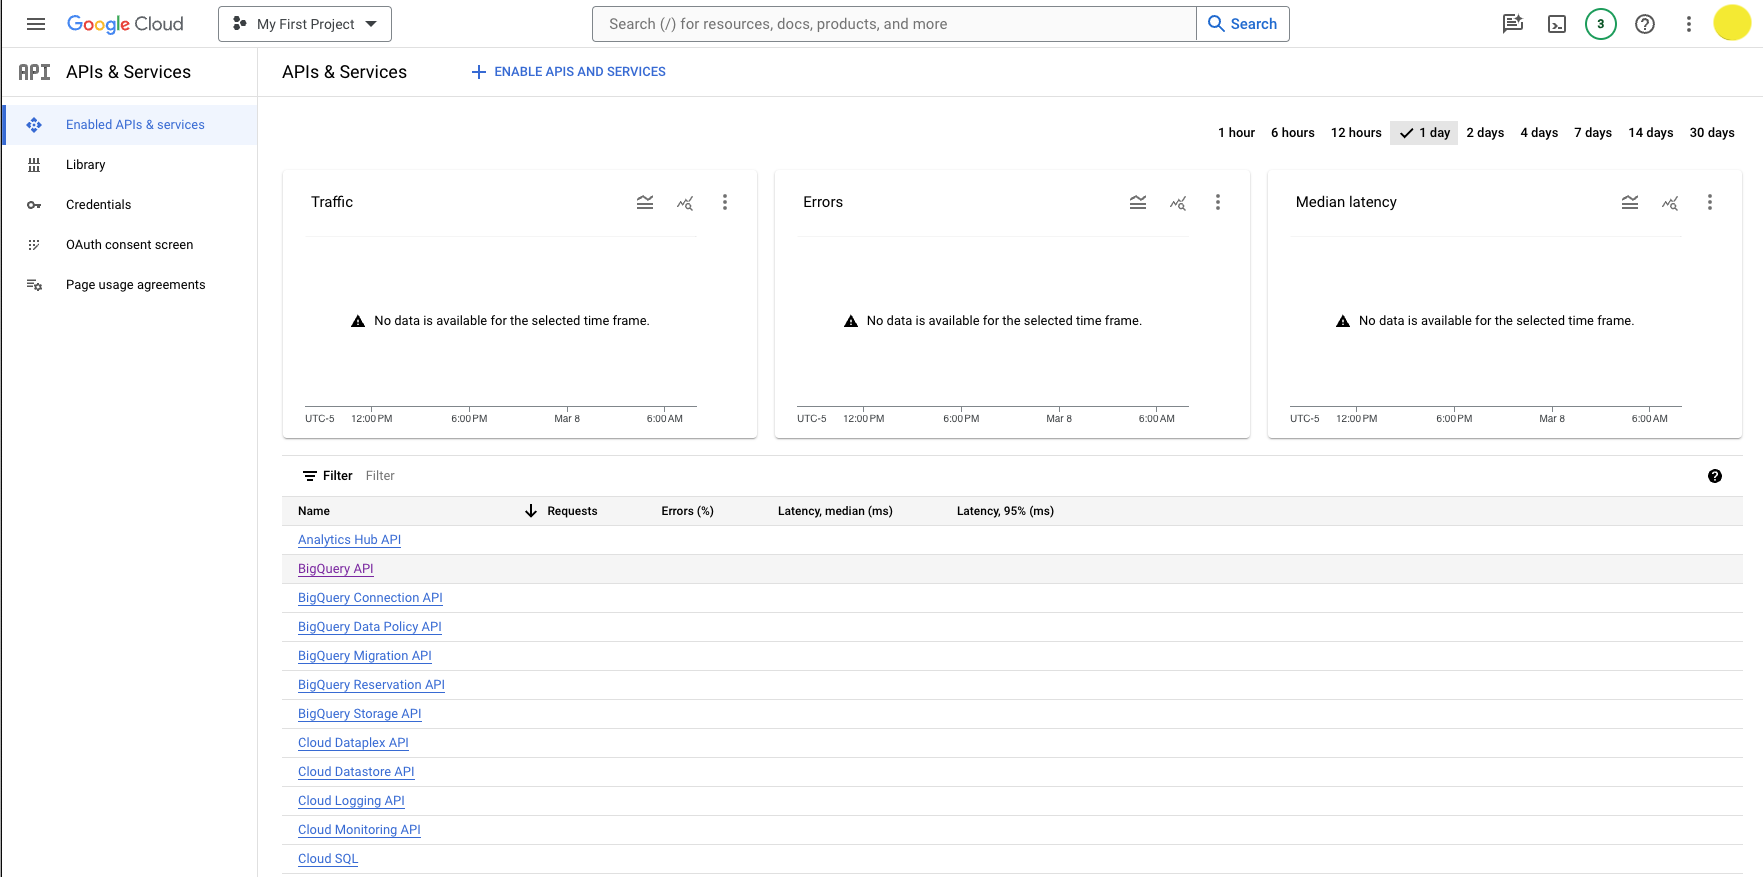 Google Cloud
My First Project
Search (/) for resources, docs, products, and more
Search
3
API
APIs & Services
APIs & Services
ENABLE APIS AND SERVICES
Enabled APIs & services
Library
Credentials
OAuth consent screen
Page usage agreements
1 hour 6 hours 12 hours 1 day 2 days 4 days 7 days 14 days 30 days
Traffic
No data is available for the selected time frame.
UTC-5 12:00 PM 6:00 PM Mar 8 6:00 AM
Errors
No data is available for the selected time frame.
UTC-5 12:00 PM 6:00 PM Mar 8 6:00 AM
Median latency
No data is available for the selected time frame.
UTC-5 12:00 PM 6:00 PM Mar 8 6:00 AM
Filter Filter
Name Requests Errors (%) Latency, median (ms) Latency, 95% (ms)
Analytics Hub API
BigQuery API
BigQuery Connection API
BigQuery Data Policy API
BigQuery Migration API
BigQuery Reservation API
BigQuery Storage API
Cloud Dataplex API
Cloud Datastore API
Cloud Logging API
Cloud Monitoring API
Cloud SQL